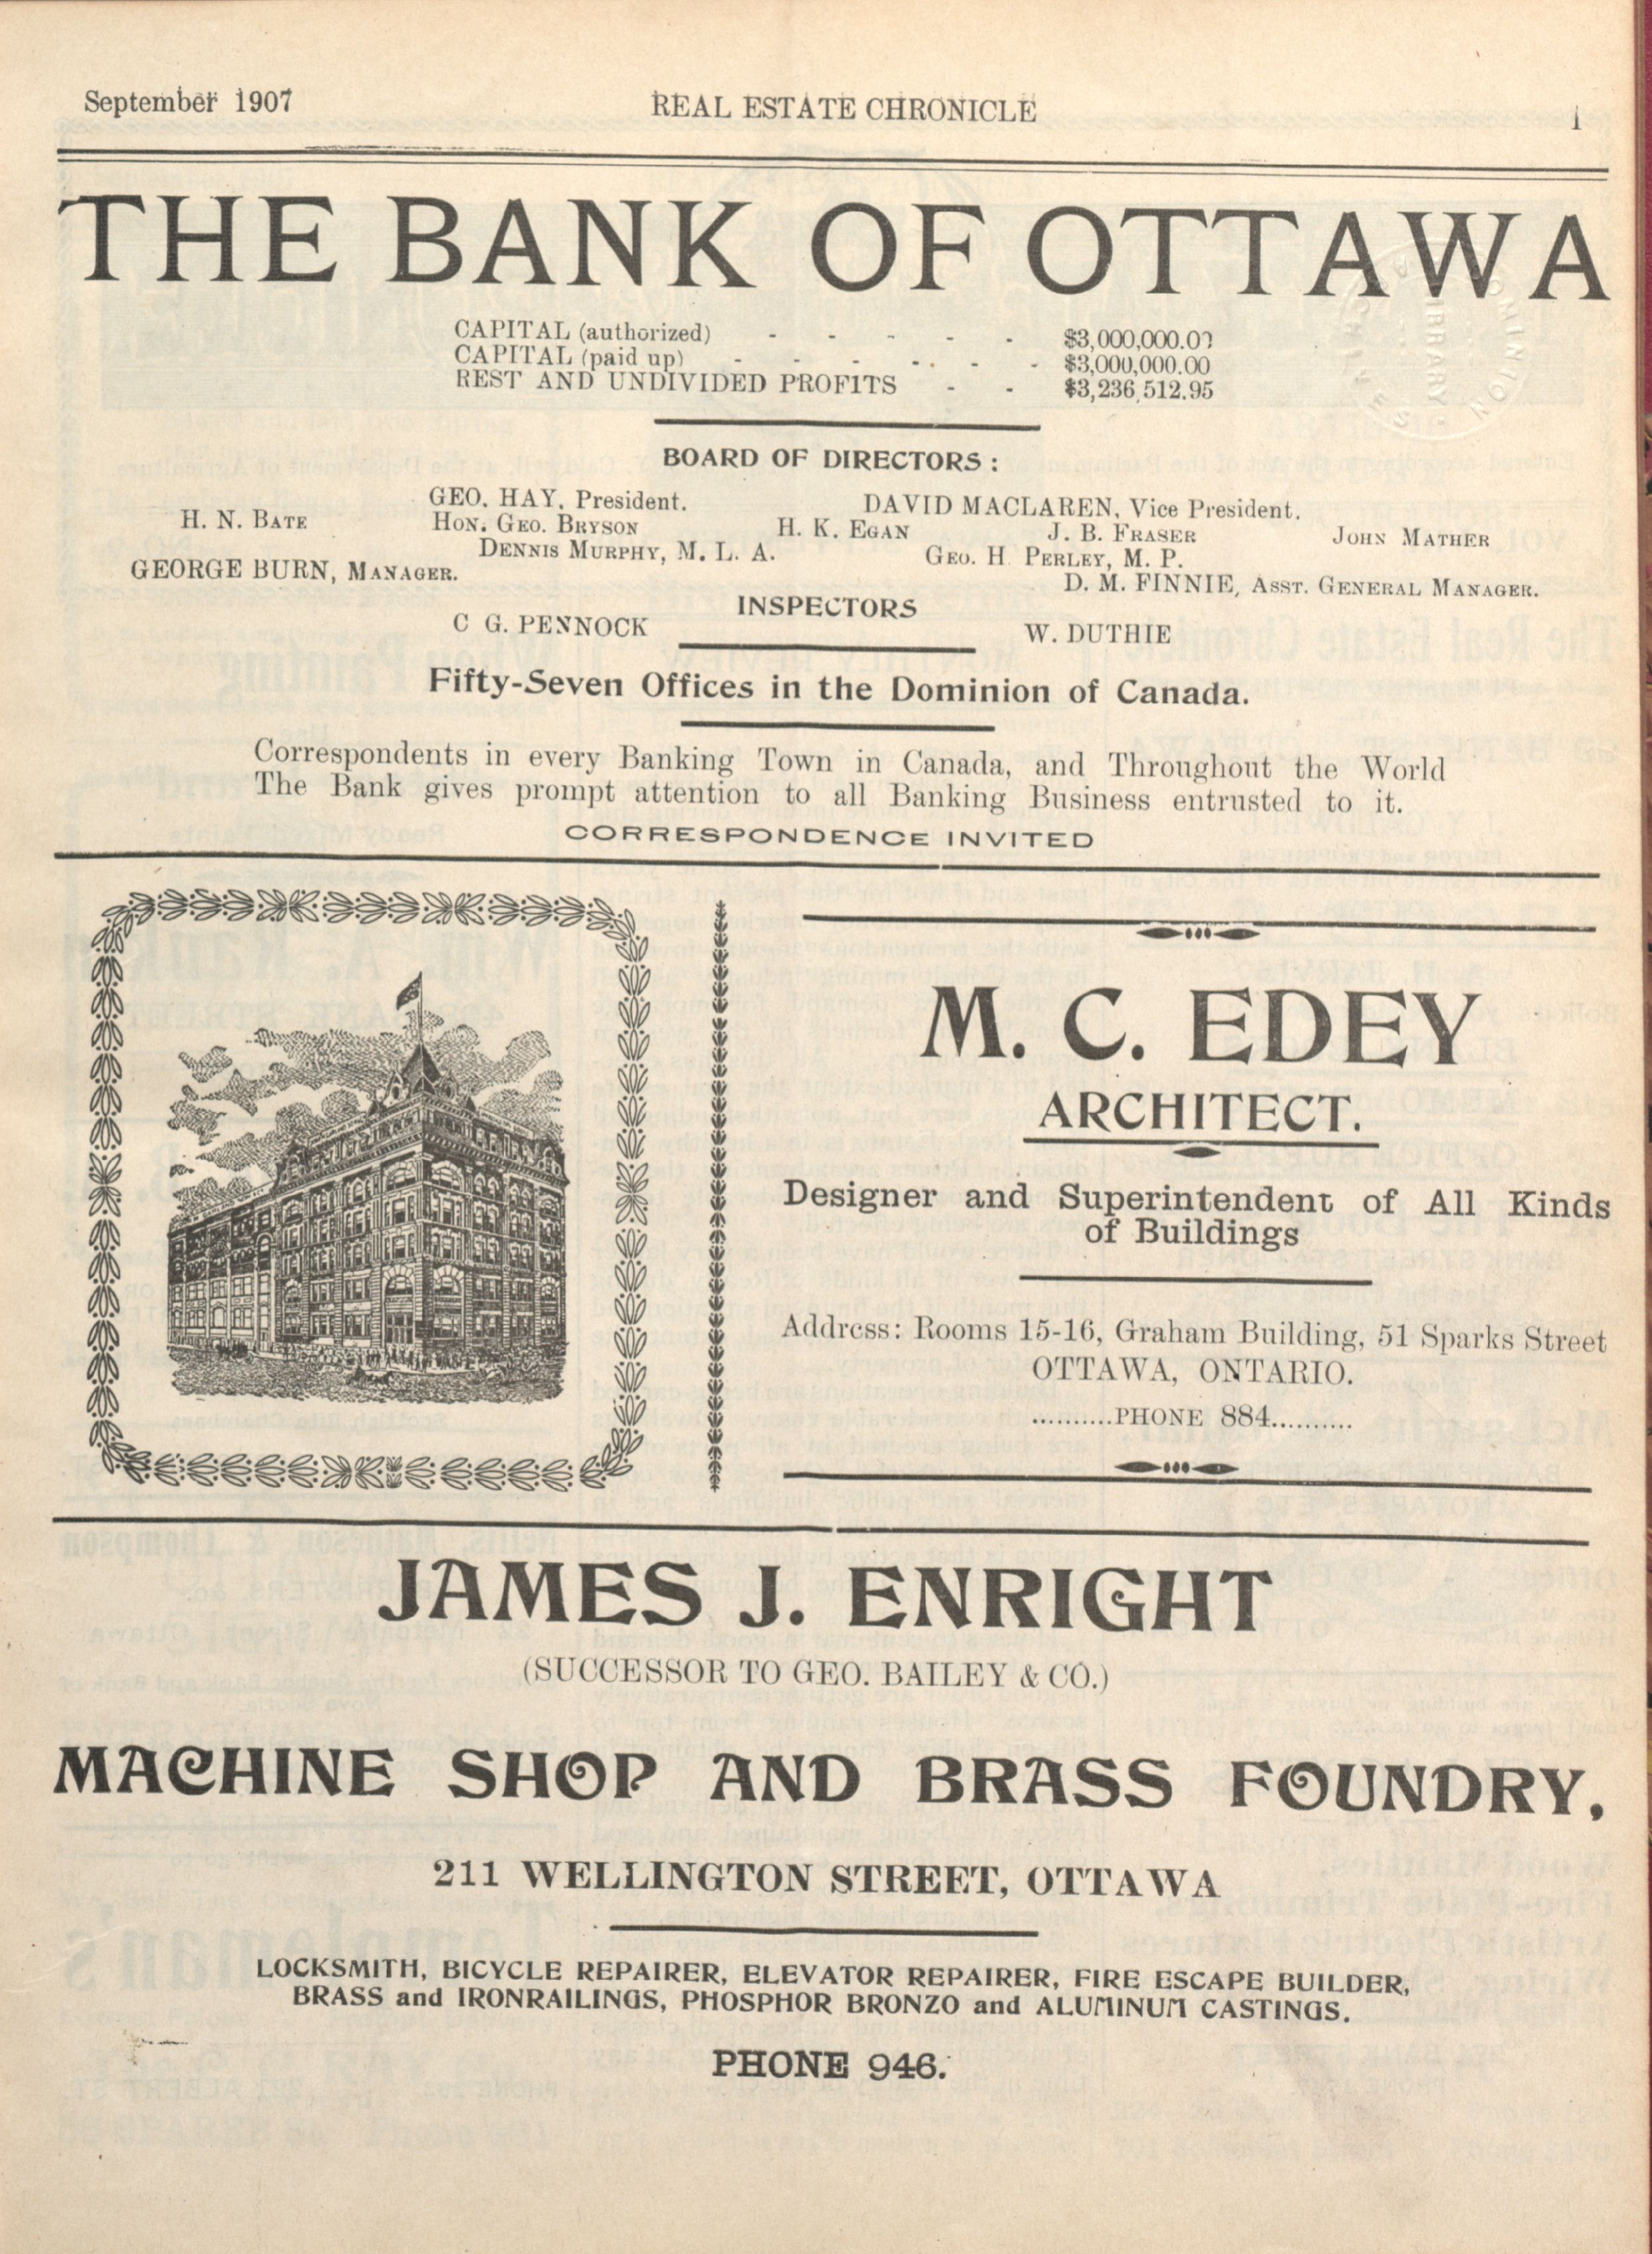 September 1907 REAL ESTATE CHRONICLE 1
THE BANK OF OTTAWA
CAPITAL (authorized) - - - - - $3,000,000.00
CAPITAL (paid up) - - - - - - $3,000,000.00
REST AND UNDIVIDED PROFITS - - $3,236,512.95
BOARD OF DIRECTORS:
GEO. HAY, President. DAVID MACLAREN, Vice President.
H. N. BATE HON. GEO. BRYSON H. K. EGAN J. B. FRASER JOHN MATHER
DENNIS MURPHY, M. L. A. GEO. H PERLEY, M. P.
GEORGE BURN, MANAGER. D. M. FINNIE, ASST. GENERAL MANAGER.
INSPECTORS
C G. PENNOCK W. DUTHIE
Fifty-Seven Offices in the Dominion of Canada.
Correspondents in every Banking Town in Canada, and Throughout the World
The Bank gives prompt attention to all Banking Business entrusted to it.
CORRESPONDENCE INVITED
M. C. EDEY
ARCHITECT.
Designer and Superintendent of All Kinds
of Buildings
Address: Rooms 15-16, Graham Building, 51 Sparks Street
OTTAWA, ONTARIO.
..........PHONE 884..........
JAMES J. ENRIGHT
(SUCCESSOR TO GEO. BAILEY & CO.)
MACHINE SHOP AND BRASS FOUNDRY,
211 WELLINGTON STREET, OTTAWA
LOCKSMITH, BICYCLE REPAIRER, ELEVATOR REPAIRER, FIRE ESCAPE BUILDER,
BRASS and IRONRAILINGS, PHOSPHOR BRONZO and ALUMINUM CASTINGS.
PHONE 946.